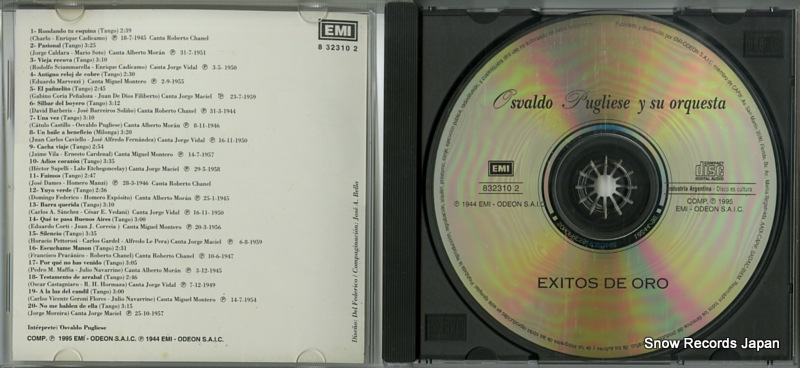 1- Rondando tu esquina (Tango) 2:39
(Charlo - Enrique Cadícamo) ℗ 18-7-1945 Canta Roberto Chanel
2- Pasional (Tango) 3:25
(Jorge Caldara - Mario Soto) Canta Alberto Morán ℗ 31-7-1951
3- Vieja recova (Tango) 3:10
(Rodolfo Sciammarella - Enrique Cadícamo) Canta Jorge Vidal ℗ 3-5- 1950
4- Antiguo reloj de cobre (Tango) 2:30
(Eduardo Marvezzi) Canta Miguel Montero ℗ 2-9-1955
5- El pañuelito (Tango) 2:45
(Gabino Coria Peñaloza - Juan De Dios Filiberto) Canta Jorge Maciel ℗ 23-7-1959
6- Silbar del boyero (Tango) 3:12
(David Barberis - José Barreiros Soliño) Canta Roberto Chanel ℗ 31-3-1944
7- Una vez (Tango) 3:10
(Cátulo Castillo - Osvaldo Pugliese) Canta Alberto Morán ℗ 8-11-1946
8- Un baile a beneficio (Milonga) 3:20
(Juan Carlos Caviello - José Alfredo Fernández) Canta Jorge Vidal ℗ 16-11-1950
9- Cacha viaje (Tango) 2:54
(Jaime Vila - Ernesto Cardenal) Canta Miguel Montero ℗ 14-7-1957
10- Adiós corazón (Tango) 3:35
(Héctor Sapelli - Lalo Etchegoncelay) Canta Jorge Maciel ℗ 29-5-1958
11- Fuimos (Tango) 2:47
(José Dames - Homero Manzi) ℗ 28-3-1946 Canta Roberto Chanel
12- Yuyo verde (Tango) 2:36
(Domingo Federico - Homero Expósito) Canta Alberto Morán ℗ 25-1-1945
13- Barra querida (Tango) 3:10
(Carlos A. Sánchez - César E. Vedani) Canta Jorge Vidal ℗ 16-11-1950
14- Qué te pasa Buenos Aires (Tango) 3:00
(Eduardo Corti - Juan J. Correia) Canta Miguel Montero ℗ 20-3-1956
15- Silencio (Tango) 3:35
(Horacio Pettorosi - Carlos Gardel - Alfredo Le Pera) Canta Jorge Maciel ℗ 6-8-1959
16- Escuchame Manon (Tango) 2:31
(Francisco Pracánico - Roberto Chanel) Canta Roberto Chanel ℗ 10-6-1947
17- Por qué no has venido (Tango) 3:05
(Pedro M. Maffia - Julio Navarrine) Canta Alberto Morán ℗ 3-12-1945
18- Testamento de arrabal (Tango) 2:46
(Oscar Castagniaro - R. H. Hormaza) Canta Jorge Vidal ℗ 7-12-1949
19- A la luz del candil (Tango) 3:00
(Carlos Vicente Geroni Flores - Julio Navarrine) Canta Miguel Montero ℗ 14-7-1954
20- No me hablen de ella (Tango) 3:15
(Jorge Moreira) Canta Jorge Maciel ℗ 25-10-1957
Intérprete: Osvaldo Pugliese
COMP. ℗ 1995 EMI - ODEON S.A.I.C. ℗ 1944 EMI - ODEON S.A.I.C.
EMI
8 32310 2
Diseño: Del Federico / Compaginación: José A. Bello
Osvaldo Pugliese y su orquesta
EMI
832310 2
℗ 1944 EMI - ODEON S.A.I.C.
COMPACT
disc
DIGITAL AUDIO
Industria Argentina - Disco es cultura.
COMP. ℗ 1995
EMI - ODEON S.A.I.C.
EXITOS DE ORO
Snow Records Japan